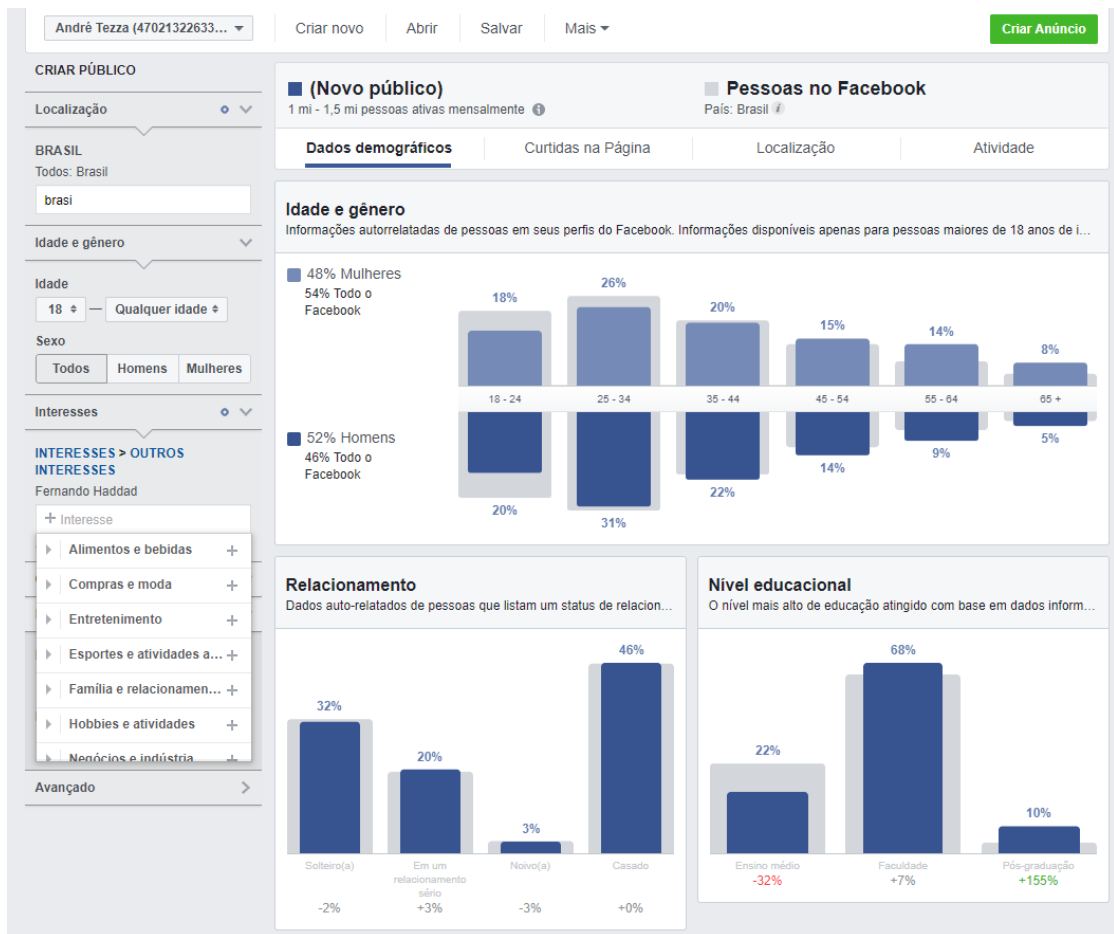 André Tezza (47021322633...
Criar novo
Abrir
Salvar
Mais
Criar Anúncio
CRIAR PÚBLICO
Localização
BRASIL
Todos: Brasil
brasi
Idade e gênero
Idade
18 — Qualquer idade
Sexo
Todos Homens Mulheres
Interesses
INTERESSES > OUTROS
INTERESSES
Fernando Haddad
+ Interesse
Alimentos e bebidas +
Compras e moda +
Entretenimento +
Esportes e atividades a... +
Família e relacionamen... +
Hobbies e atividades +
Negócios e indústria +
Avançado
(Novo público)
1 mi - 1,5 mi pessoas ativas mensalmente
Pessoas no Facebook
País: Brasil
Dados demográficos
Curtidas na Página
Localização
Atividade
Idade e gênero
Informações autorrelatadas de pessoas em seus perfis do Facebook. Informações disponíveis apenas para pessoas maiores de 18 anos de i...
48% Mulheres
54% Todo o
Facebook
18% 26% 20% 15% 14% 8%
18 - 24 25 - 34 35 - 44 45 - 54 55 - 64 65 +
52% Homens
46% Todo o
Facebook
20% 31% 22% 14% 9% 5%
Relacionamento
Dados auto-relatados de pessoas que listam um status de relacion...
32% 20% 3% 46%
Solteiro(a)
Em um
relacionamento
sério
Noivo(a)
Casado
-2% +3% -3% +0%
Nível educacional
O nível mais alto de educação atingido com base em dados inform...
22% 68% 10%
Ensino médio Faculdade Pós-graduação
-32% +7% +155%